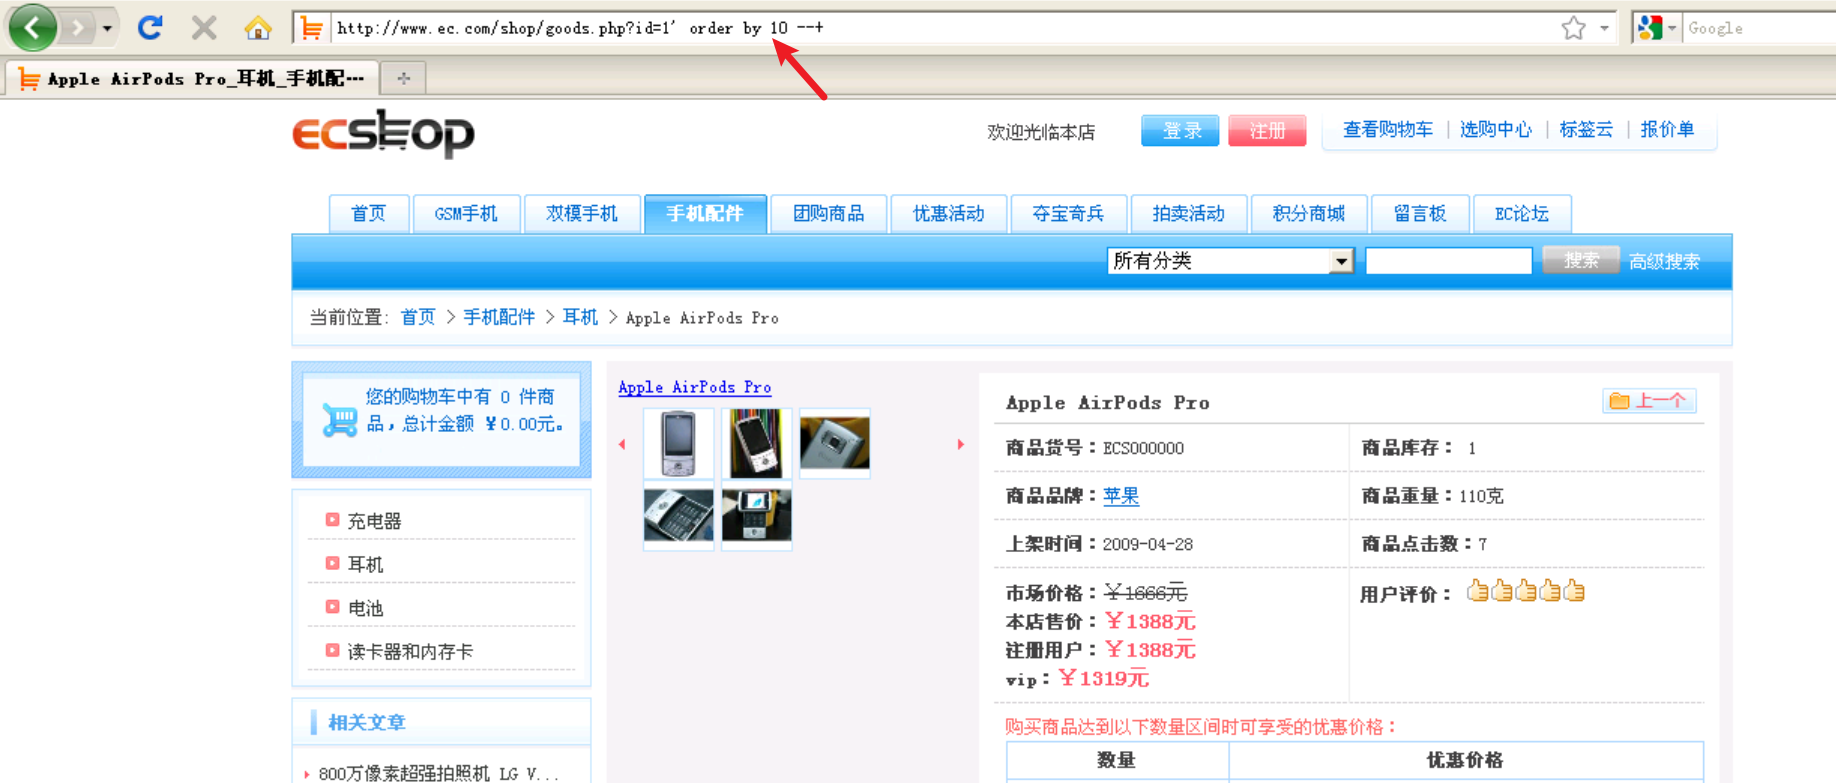 http://www.ec.com/shop/goods.php?id=1' order by 10 --+
Google
Apple AirPods Pro_耳机_手机配…
ECSHOP
欢迎光临本店
登录
注册
查看购物车 | 选购中心 | 标签云 | 报价单
首页
GSM手机
双模手机
手机配件
团购商品
优惠活动
夺宝奇兵
拍卖活动
积分商城
留言板
EC论坛
所有分类
搜索
高级搜索
当前位置: 首页 > 手机配件 > 耳机 > Apple AirPods Pro
您的购物车中有 0 件商
品，总计金额 ￥0.00元。
充电器
耳机
电池
读卡器和内存卡
相关文章
800万像素超强拍照机 LG V...
Apple AirPods Pro
Apple AirPods Pro
上一个
商品货号：ECS000000
商品库存： 1
商品品牌：苹果
商品重量：110克
上架时间：2009-04-28
商品点击数：7
市场价格：￥1666元
用户评价：
本店售价：￥1388元
注册用户：￥1388元
vip：￥1319元
购买商品达到以下数量区间时可享受的优惠价格：
数量
优惠价格